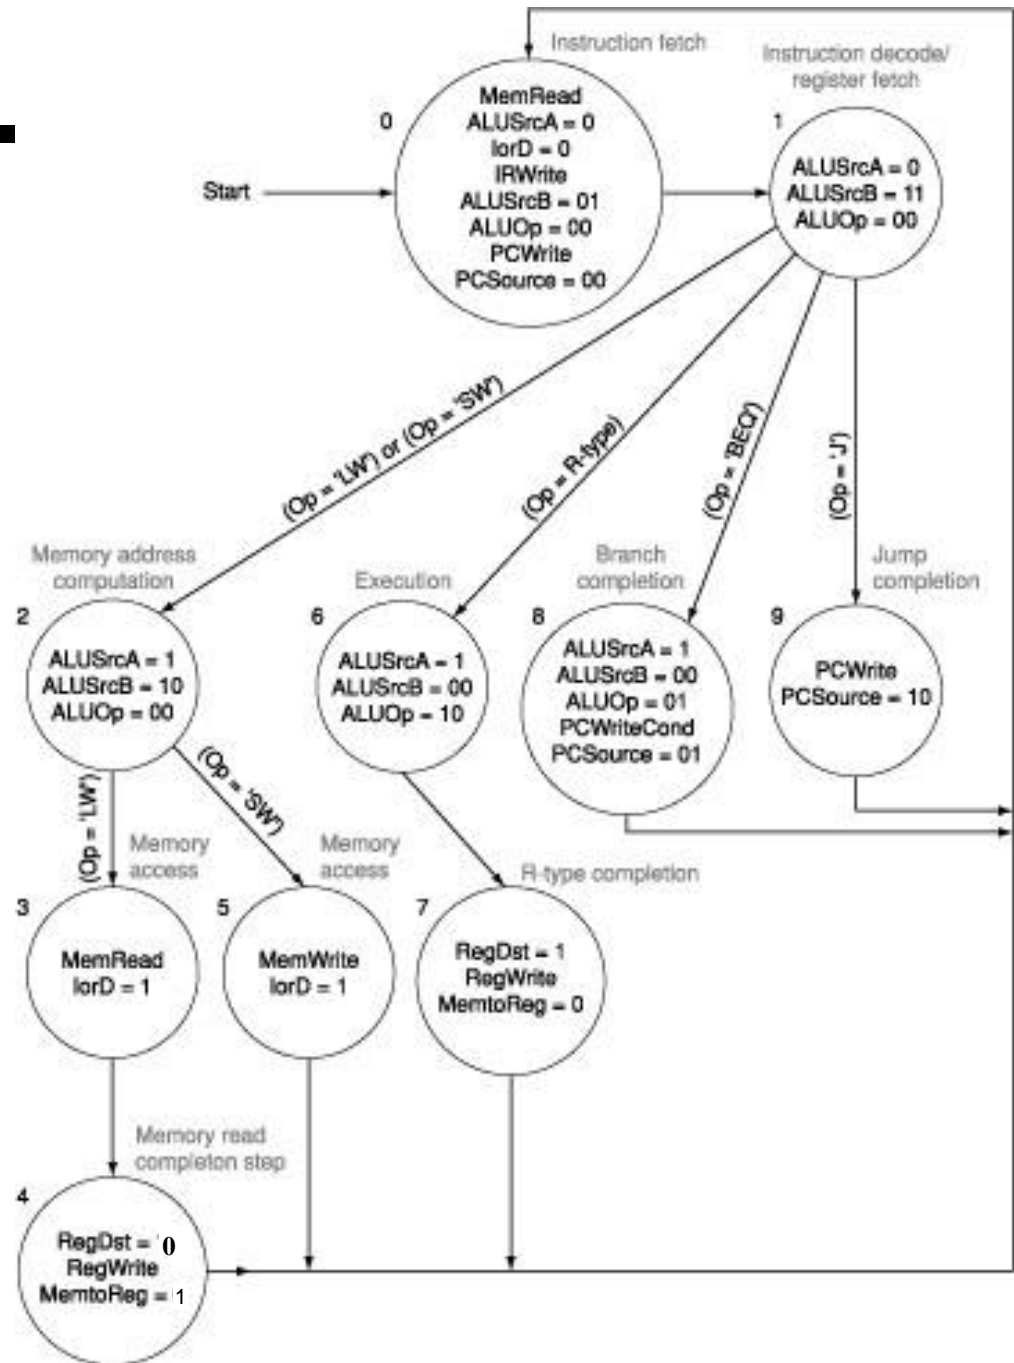 Instruction fetch
Instruction decode/
register fetch
0
MemRead
ALUSrcA = 0
IorD = 0
IRWrite
ALUSrcB = 01
ALUOp = 00
PCWrite
PCSource = 00
Start
1
ALUSrcA = 0
ALUSrcB = 11
ALUOp = 00
(Op = 'LW') or (Op = 'SW')
(Op = R-type)
(Op = 'BEQ')
(Op = 'J')
Memory address
computation
2
ALUSrcA = 1
ALUSrcB = 10
ALUOp = 00
Execution
6
ALUSrcA = 1
ALUSrcB = 00
ALUOp = 10
Branch
completion
8
ALUSrcA = 1
ALUSrcB = 00
ALUOp = 01
PCWriteCond
PCSource = 01
Jump
completion
9
PCWrite
PCSource = 10
(Op = 'LW')
(Op = 'SW')
Memory
access
3
MemRead
IorD = 1
Memory
access
5
MemWrite
IorD = 1
R-type completion
7
RegDst = 1
RegWrite
MemtoReg = 0
Memory read
completon step
4
RegDst = 0
RegWrite
MemtoReg = 1